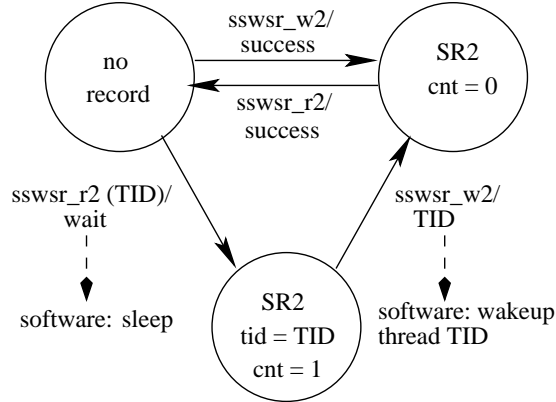 sswsr_w2/
success
no
record
SR2
cnt = 0
sswsr_r2/
success
sswsr_r2 (TID)/
wait
sswsr_w2/
TID
software: sleep
SR2
tid = TID
cnt = 1
software: wakeup
thread TID